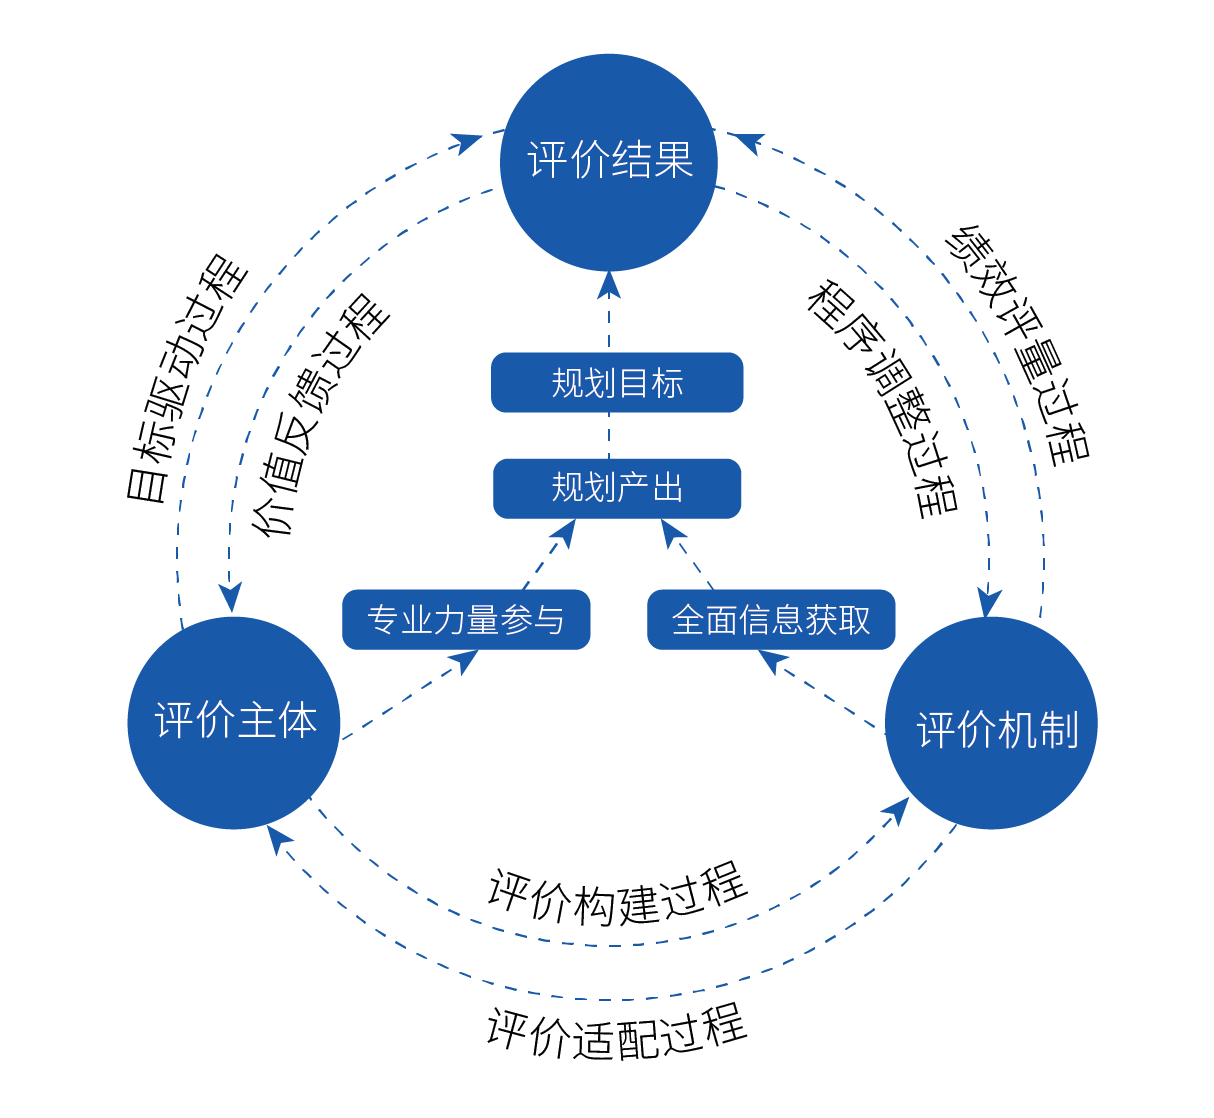 评价结果
目标驱动过程
价值反馈过程
程序调整过程
绩效评量过程
规划目标
规划产出
专业力量参与
全面信息获取
评价主体
评价机制
评价构建过程
评价适配过程